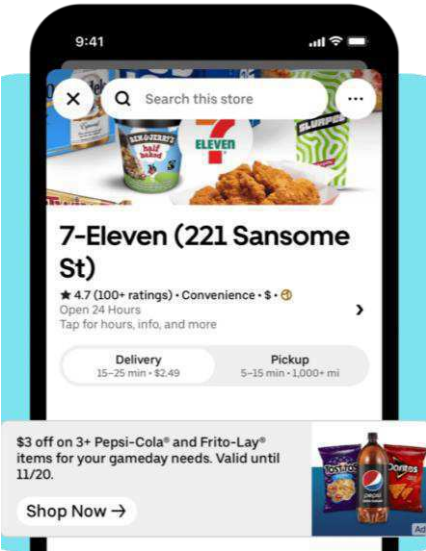 9:41
Search this store
BEN & JERRY'S
half
baked
7
ELEVEN
SLURPEE
7-Eleven (221 Sansome
St)
★ 4.7 (100+ ratings) • Convenience • $ •
Open 24 Hours
Tap for hours, info, and more
Delivery
15–25 min • $2.49
Pickup
5–15 min • 1,000+ mi
$3 off on 3+ Pepsi-Cola® and Frito-Lay®
items for your gameday needs. Valid until
11/20.
Shop Now →
TOSTITOS
pepsi
Doritos
Ad